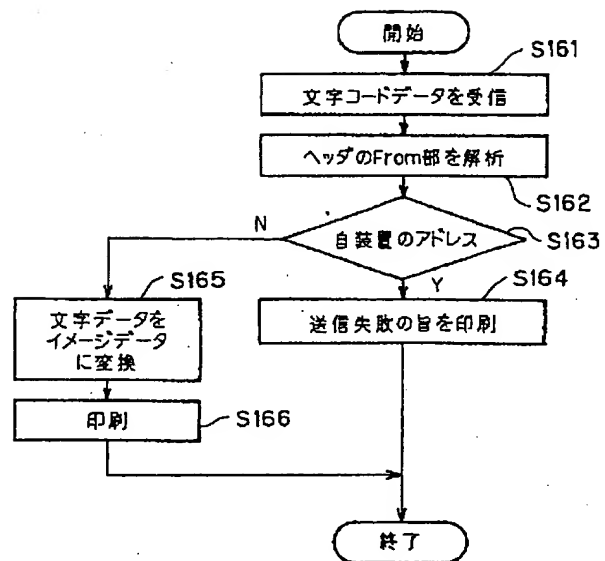 開始
S161
文字コードデータを受信
ヘッダのFrom部を解析
S162
N
自装置のアドレス
S163
Y
S165
S164
文字データを
イメージデータ
に変換
送信失敗の旨を印刷
印刷
S166
終了